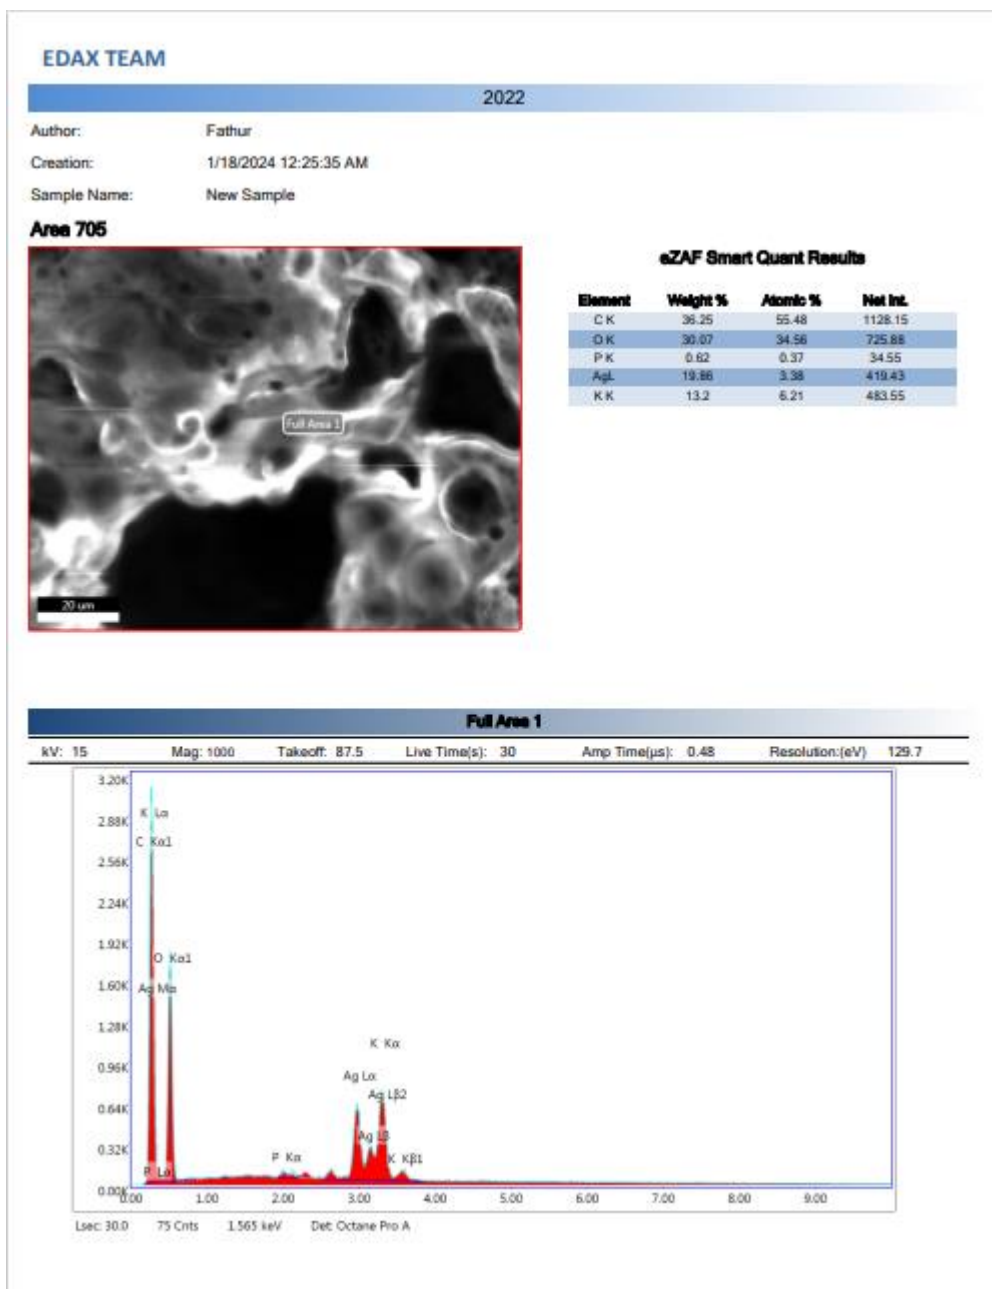 EDAX TEAM
2022
Author: Fathur
Creation: 1/18/2024 12:25:35 AM
Sample Name: New Sample
Area 705
eZAF Smart Quant Results
Element Weight % Atomic % Net Int.
C K 36.25 55.48 1128.15
O K 30.07 34.56 725.88
P K 0.62 0.37 34.55
AgL 19.86 3.38 419.43
K K 13.2 6.21 483.55
Full Area 1
20 um
Full Area 1
kV: 15 Mag: 1000 Takeoff: 87.5 Live Time(s): 30 Amp Time(µs): 0.48 Resolution:(eV) 129.7
3.20K
K Lα
2.88K
C Kα1
2.56K
2.24K
1.92K
O Kα1
1.60K
Ag Mα
1.28K
K Kα
0.96K
Ag Lα
Ag Lβ2
0.64K
Ag Lβ
0.32K
P Kα
K Kβ1
P Lα
0.00K
0.00 1.00 2.00 3.00 4.00 5.00 6.00 7.00 8.00 9.00
Lsec: 30.0 75 Cnts 1.565 keV Det: Octane Pro A